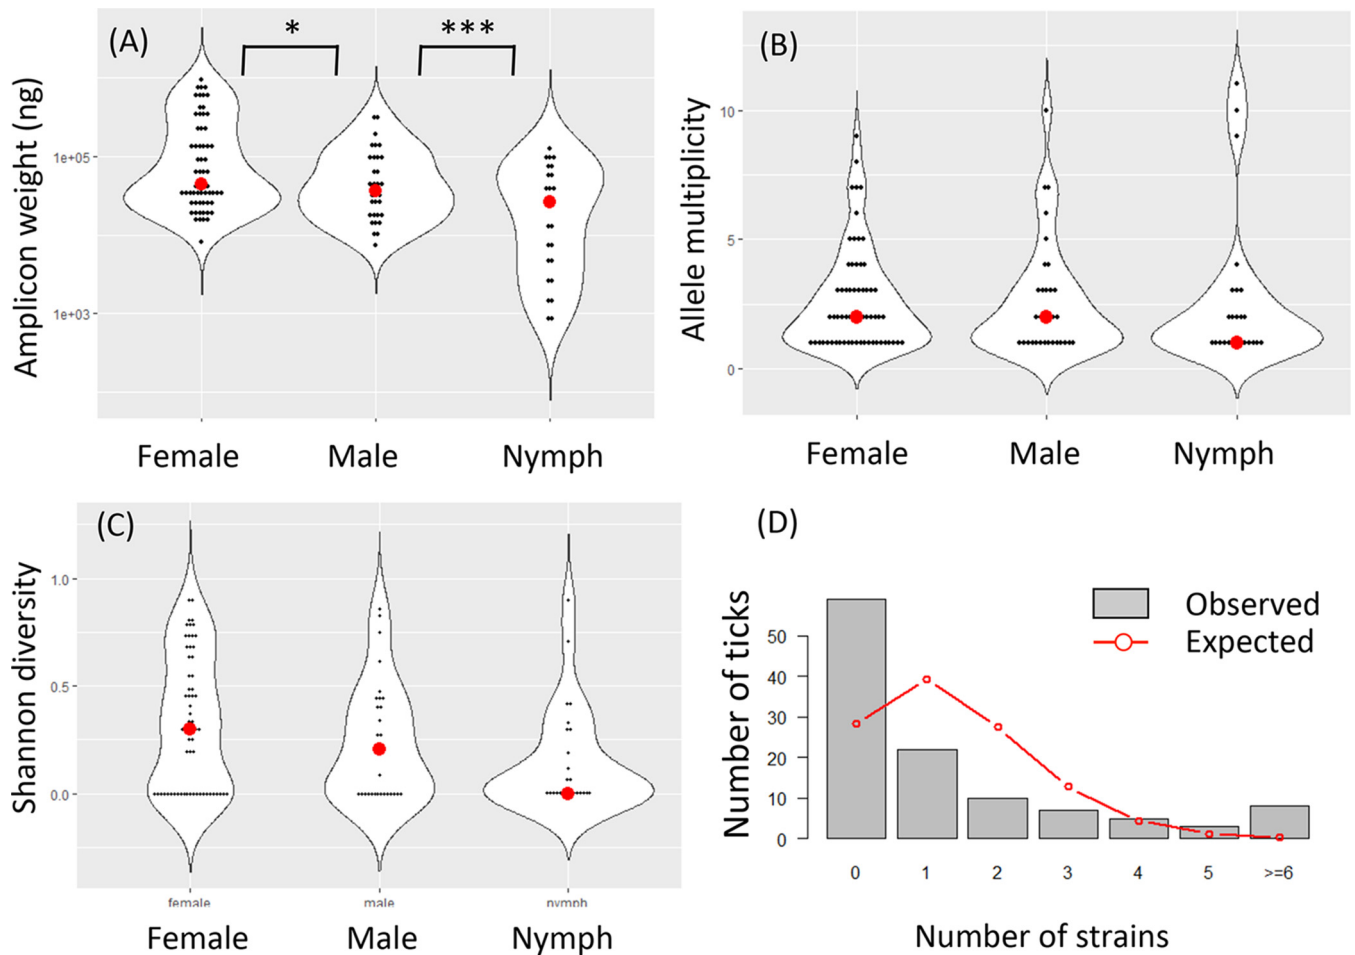 (A)
*
***
Amplicon weight (ng)
1e+05
1e+03
Female
Male
Nymph
(B)
Allele multiplicity
10
5
0
Female
Male
Nymph
(C)
Shannon diversity
1.0
0.5
0.0
female
male
nymph
Female
Male
Nymph
(D)
Number of ticks
50
40
30
20
10
0
Observed
Expected
0
1
2
3
4
5
>=6
Number of strains